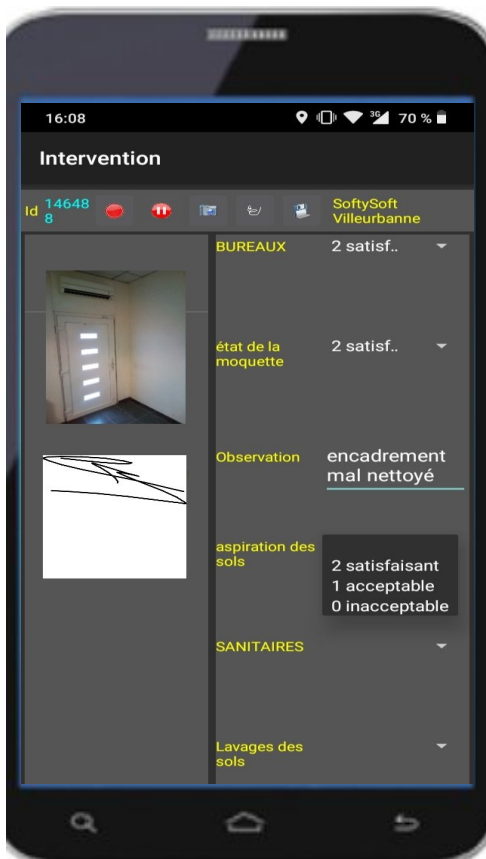 16:08
3G
70 %
Intervention
Id
14648
8
SoftySoft
Villeurbanne
BUREAUX
2 satisf..
état de la
moquette
2 satisf..
Observation
encadrement
mal nettoyé
aspiration des
sols
2 satisfaisant
1 acceptable
0 inacceptable
SANITAIRES
Lavages des
sols